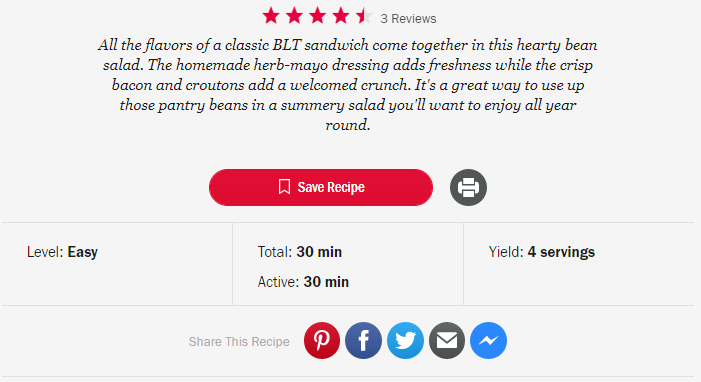 3 Reviews
All the flavors of a classic BLT sandwich come together in this hearty bean
salad. The homemade herb-mayo dressing adds freshness while the crisp
bacon and croutons add a welcomed crunch. It's a great way to use up
those pantry beans in a summery salad you'll want to enjoy all year
round.
Save Recipe
Level: Easy
Total: 30 min
Active: 30 min
Yield: 4 servings
Share This Recipe